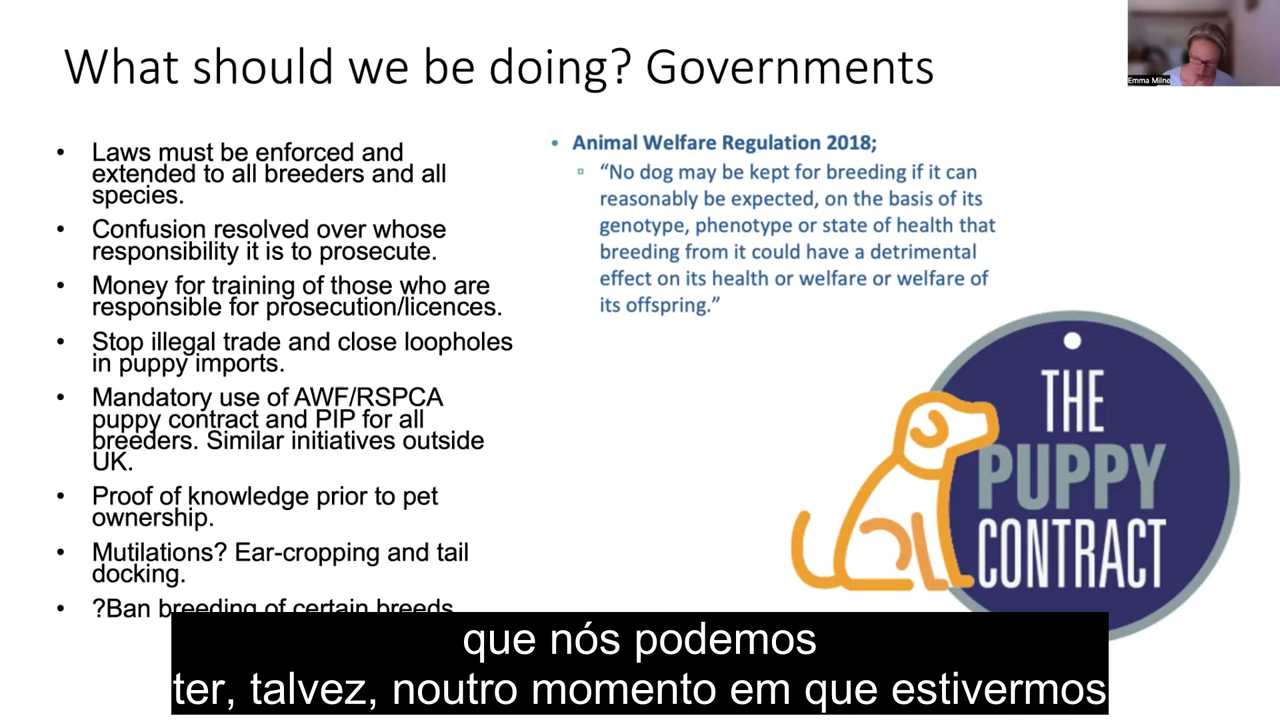 What should we be doing? Governments
Emma Milne
• Laws must be enforced and
extended to all breeders and all
species.
• Confusion resolved over whose
responsibility it is to prosecute.
• Money for training of those who are
responsible for prosecution/licences.
• Stop illegal trade and close loopholes
in puppy imports.
• Mandatory use of AWF/RSPCA
puppy contract and PIP for all
breeders. Similar initiatives outside
UK.
• Proof of knowledge prior to pet
ownership.
• Mutilations? Ear-cropping and tail
docking.
• ?Ban breeding of certain breeds
• Animal Welfare Regulation 2018;
“No dog may be kept for breeding if it can
reasonably be expected, on the basis of its
genotype, phenotype or state of health that
breeding from it could have a detrimental
effect on its health or welfare or welfare of
its offspring.”
THE
PUPPY
CONTRACT
que nós podemos
ter, talvez, noutro momento em que estivermos